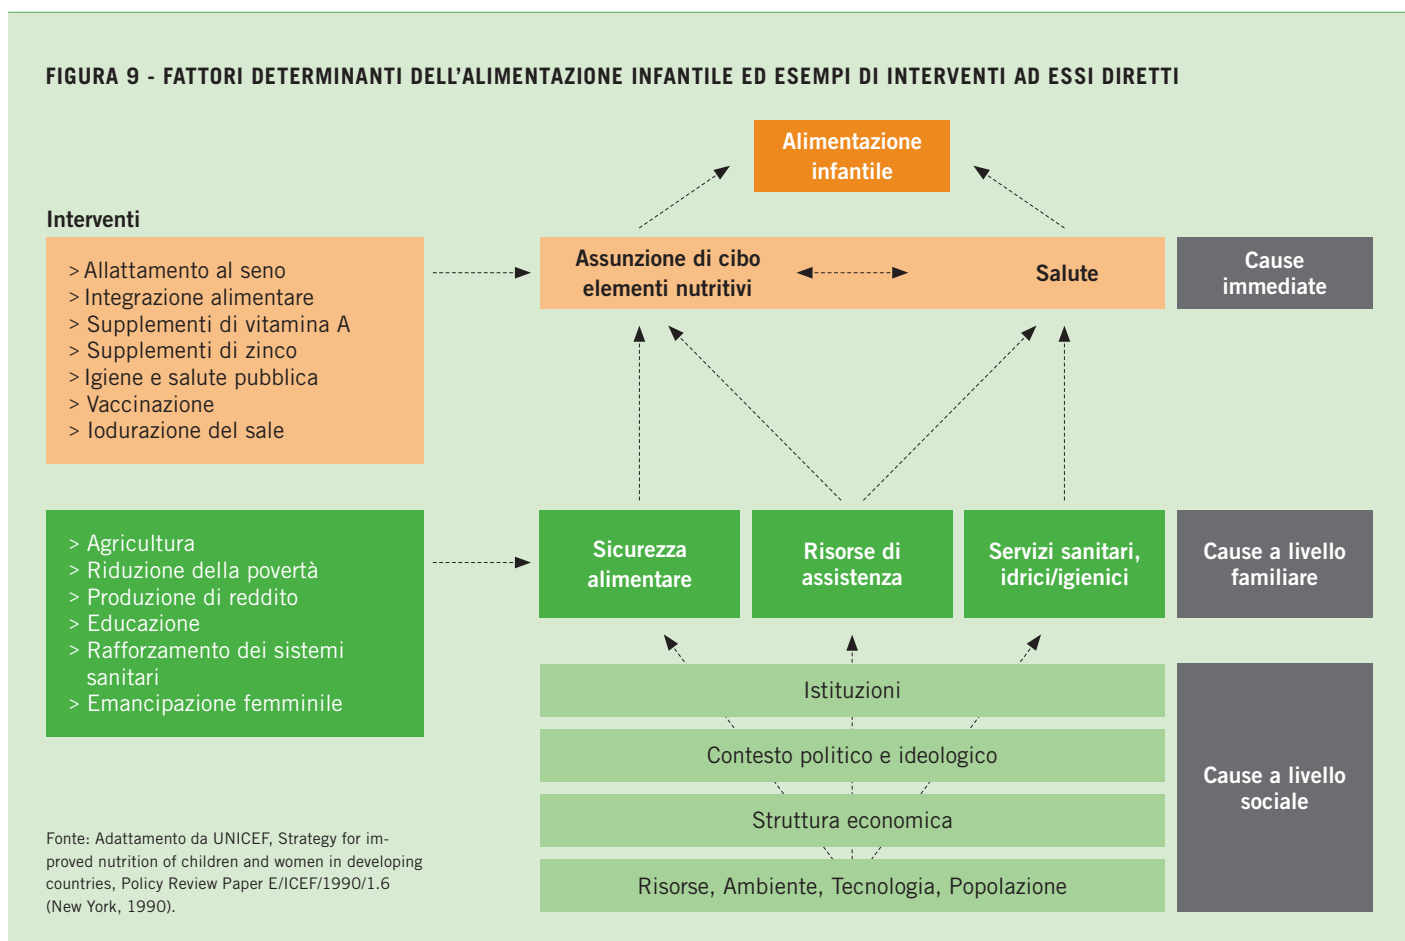 FIGURA 9 - FATTORI DETERMINANTI DELL'ALIMENTAZIONE INFANTILE ED ESEMPI DI INTERVENTI AD ESSI DIRETTI
Alimentazione
infantile
Interventi
> Allattamento al seno
> Integrazione alimentare
> Supplementi di vitamina A
> Supplementi di zinco
> Igiene e salute pubblica
> Vaccinazione
> Iodurazione del sale
Assunzione di cibo
elementi nutritivi
Salute
Cause
immediate
> Agricoltura
> Riduzione della povertà
> Produzione di reddito
> Educazione
> Rafforzamento dei sistemi
sanitari
> Emancipazione femminile
Sicurezza
alimentare
Risorse di
assistenza
Servizi sanitari,
idrici/igienici
Cause a livello
familiare
Istituzioni
Contesto politico e ideologico
Struttura economica
Risorse, Ambiente, Tecnologia, Popolazione
Cause a livello
sociale
Fonte: Adattamento da UNICEF, Strategy for im-
proved nutrition of children and women in developing
countries, Policy Review Paper E/ICEF/1990/1.6
(New York, 1990).